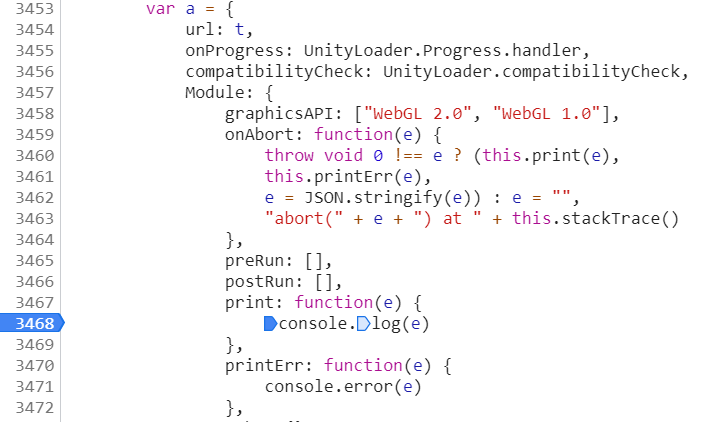 3453 var a = {
3454 url: t,
3455 onProgress: UnityLoader.Progress.handler,
3456 compatibilityCheck: UnityLoader.compatibilityCheck,
3457 Module: {
3458 graphicsAPI: ["WebGL 2.0", "WebGL 1.0"],
3459 onAbort: function(e) {
3460 throw void 0 !== e ? (this.print(e),
3461 this.printErr(e),
3462 e = JSON.stringify(e)) : e = "",
3463 "abort(" + e + ") at " + this.stackTrace()
3464 },
3465 preRun: [],
3466 postRun: [],
3467 print: function(e) {
3468 console.log(e)
3469 },
3470 printErr: function(e) {
3471 console.error(e)
3472 },